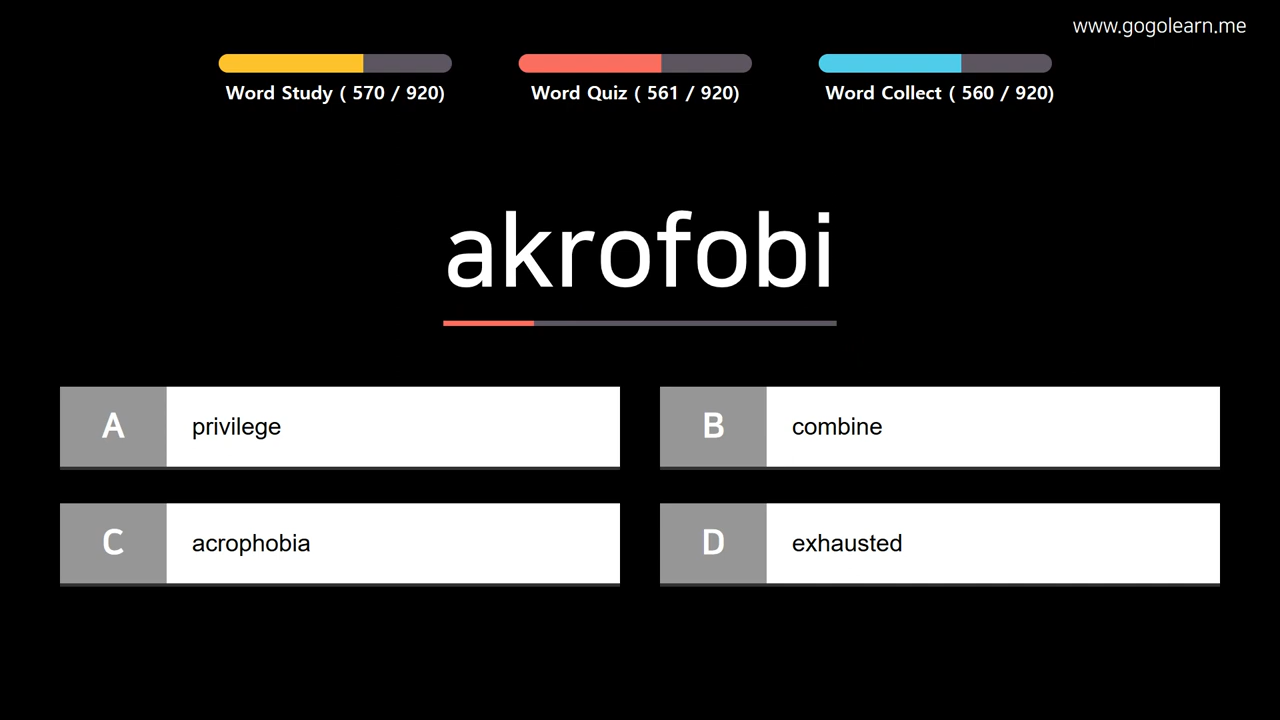 www.gogolearn.me
Word Study ( 570 / 920)
Word Quiz ( 561 / 920)
Word Collect ( 560 / 920)
akrofobi
A privilege
B combine
C acrophobia
D exhausted